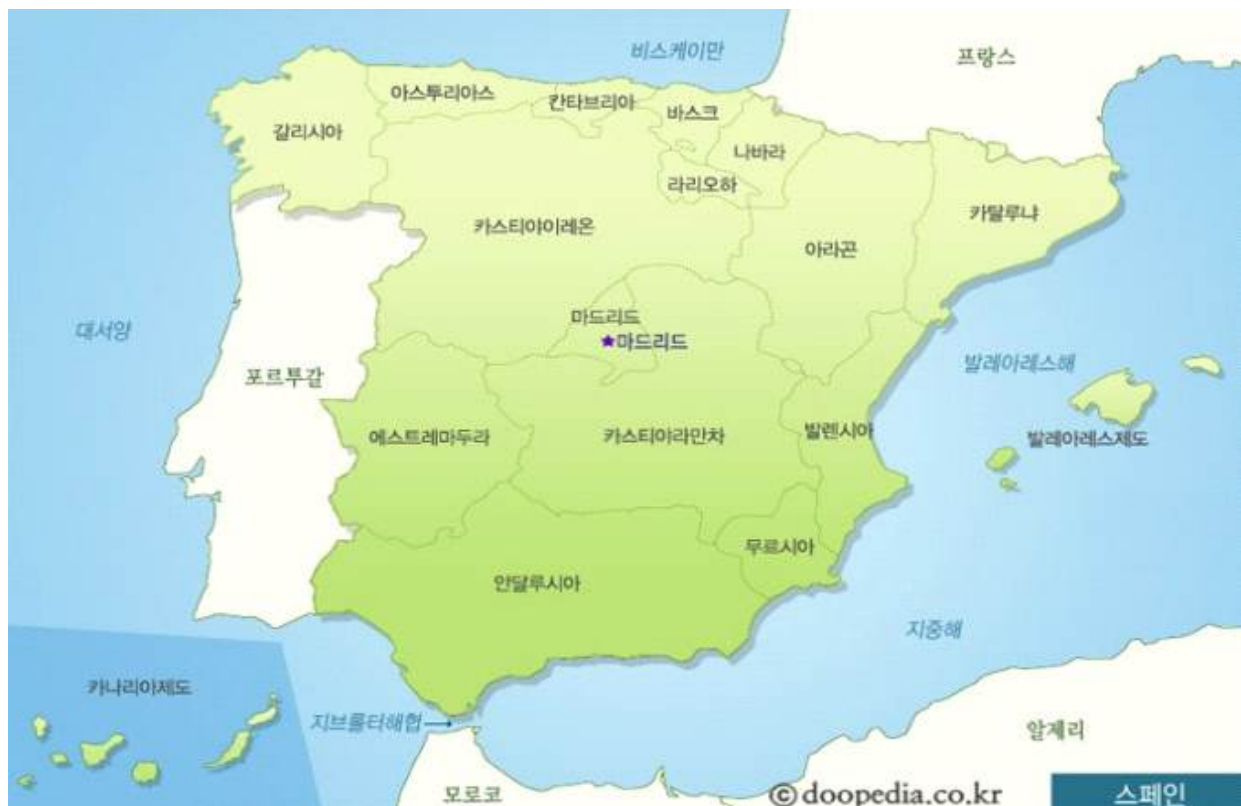 비스케이만
프랑스
아스투리아스
칸타브리아
바스크
갈리시아
나바라
라리오하
카스티야이레온
카탈루냐
아라곤
마드리드
마드리드
대서양
발레아레스해
포르투갈
에스트레마두라
카스티야라만차
발렌시아
발레아레스제도
무르시아
안달루시아
지중해
카나리아제도
지브롤터해협
알제리
모로코
© doopedia.co.kr
스페인